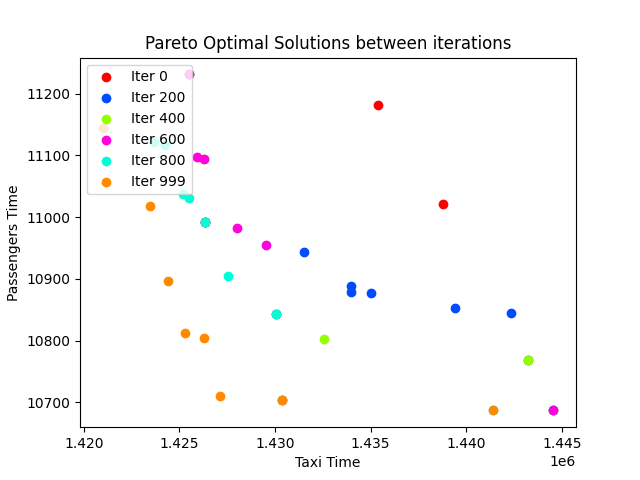 Pareto Optimal Solutions between iterations
Iter 0
Iter 200
Iter 400
Iter 600
Iter 800
Iter 999
11200
11100
11000
10900
10800
10700
Passengers Time
1.420 1.425 1.430 1.435 1.440 1.445
1e6
Taxi Time